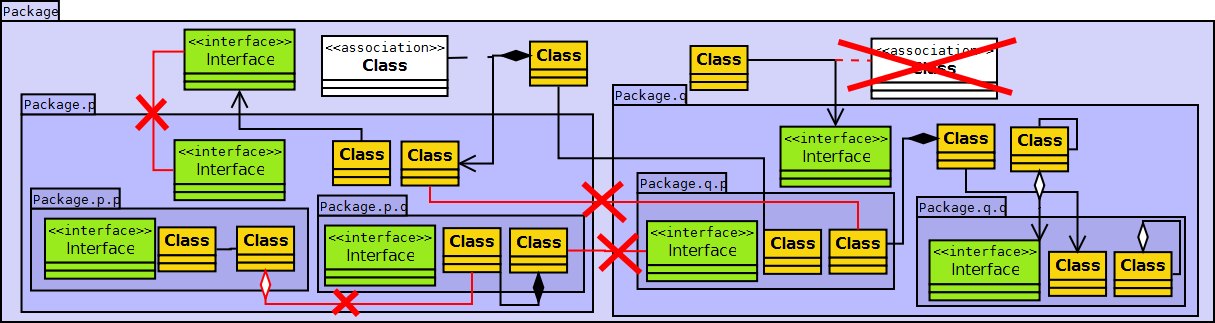 Package
<<interface>>
Interface
<<association>>
Class
Class
Class
<<association>>
Class
Package.p
Package.q
<<interface>>
Interface
Class
Class
<<interface>>
Interface
Class
Class
Package.p.p
<<interface>>
Interface
Class
Class
Package.p.q
<<interface>>
Interface
Class
Class
Package.q.p
<<interface>>
Interface
Class
Class
Package.q.q
<<interface>>
Interface
Class
Class